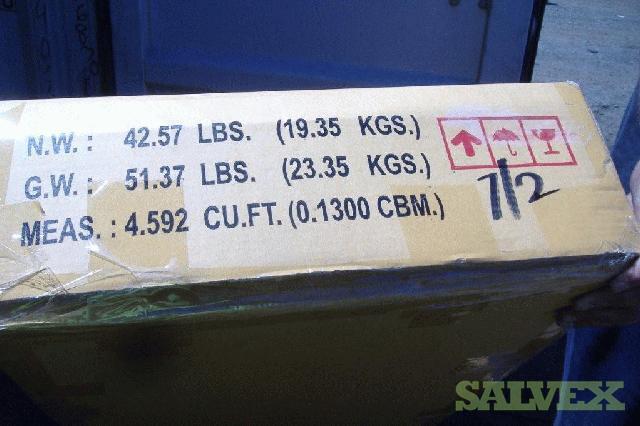 N.W. : 42.57 LBS. (19.35 KGS.)
G.W. : 51.37 LBS. (23.35 KGS.)
MEAS. : 4.592 CU.FT. (0.1300 CBM.)
1/2
SALVEX